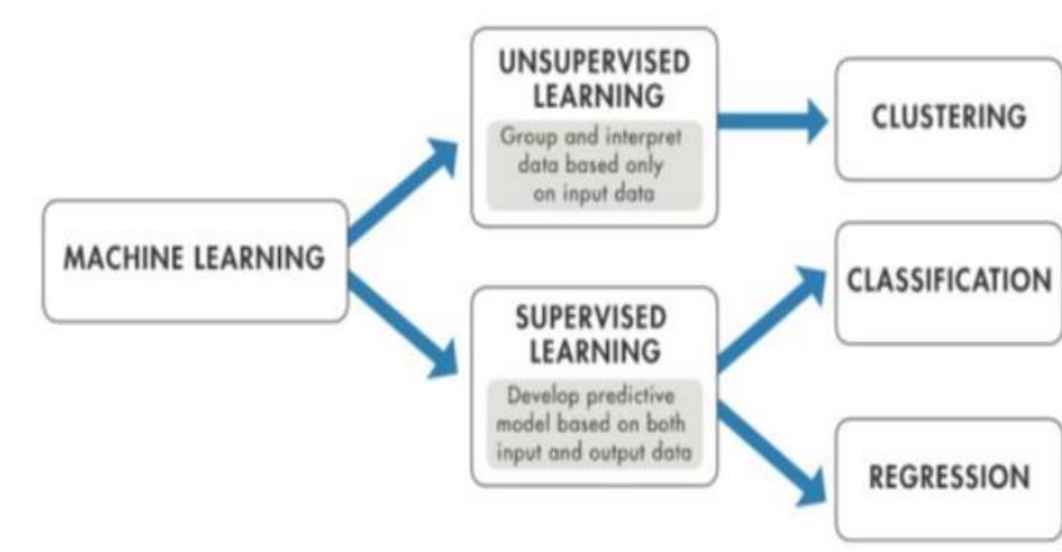 MACHINE LEARNING
UNSUPERVISED
LEARNING
Group and interpret
data based only
on input data
SUPERVISED
LEARNING
Develop predictive
model based on both
input and output data
CLUSTERING
CLASSIFICATION
REGRESSION